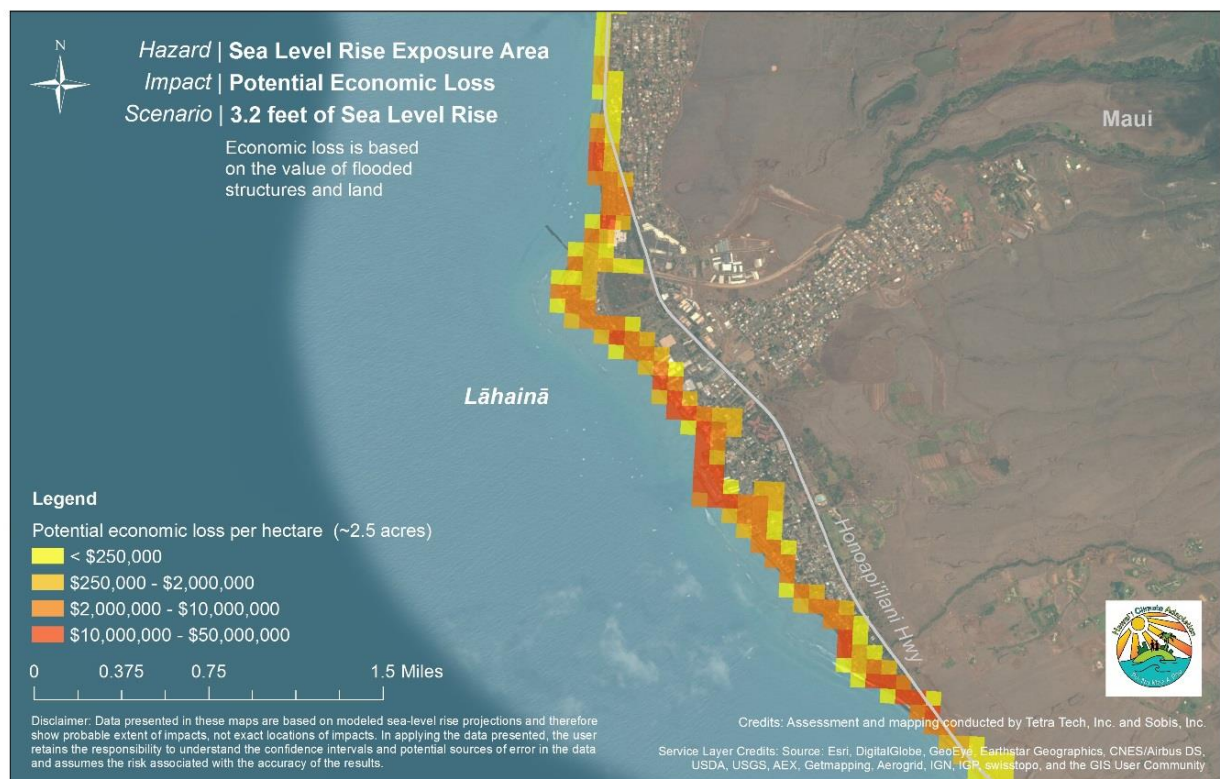 N
Hazard | Sea Level Rise Exposure Area
Impact | Potential Economic Loss
Scenario | 3.2 feet of Sea Level Rise
Economic loss is based
on the value of flooded
structures and land
Maui
Lāhainā
Honoapiʻilani Hwy
Legend
Potential economic loss per hectare (~2.5 acres)
< $250,000
$250,000 - $2,000,000
$2,000,000 - $10,000,000
$10,000,000 - $50,000,000
0 0.375 0.75 1.5 Miles
Disclaimer: Data presented in these maps are based on modeled sea-level rise projections and therefore
show probable extent of impacts, not exact locations of impacts. In applying the data presented, the user
retains the responsibility to understand the confidence intervals and potential sources of error in the data
and assumes the risk associated with the accuracy of the results.
Hawaiʻi Climate Adaptation
Credits: Assessment and mapping conducted by Tetra Tech, Inc. and Sobis, Inc.
Service Layer Credits: Source: Esri, DigitalGlobe, GeoEye, Earthstar Geographics, CNES/Airbus DS,
USDA, USGS, AEX, Getmapping, Aerogrid, IGN, IGP, swisstopo, and the GIS User Community